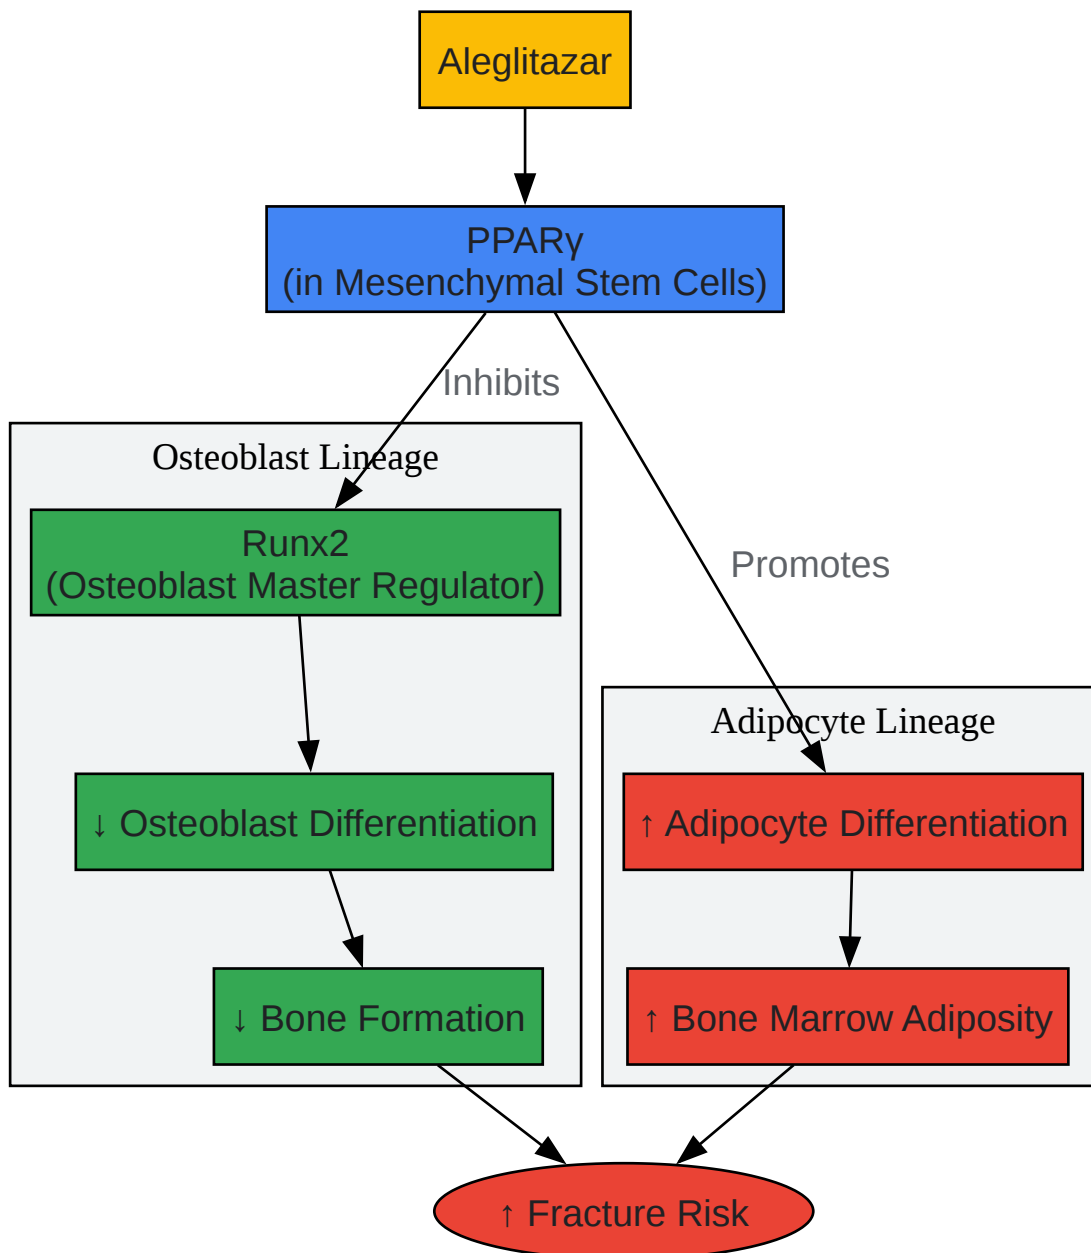 Aleglitazar
PPARγ
(in Mesenchymal Stem Cells)
Inhibits
Osteoblast Lineage
Runx2
(Osteoblast Master Regulator)
Promotes
Adipocyte Lineage
↓ Osteoblast Differentiation
↑ Adipocyte Differentiation
↓ Bone Formation
↑ Bone Marrow Adiposity
↑ Fracture Risk